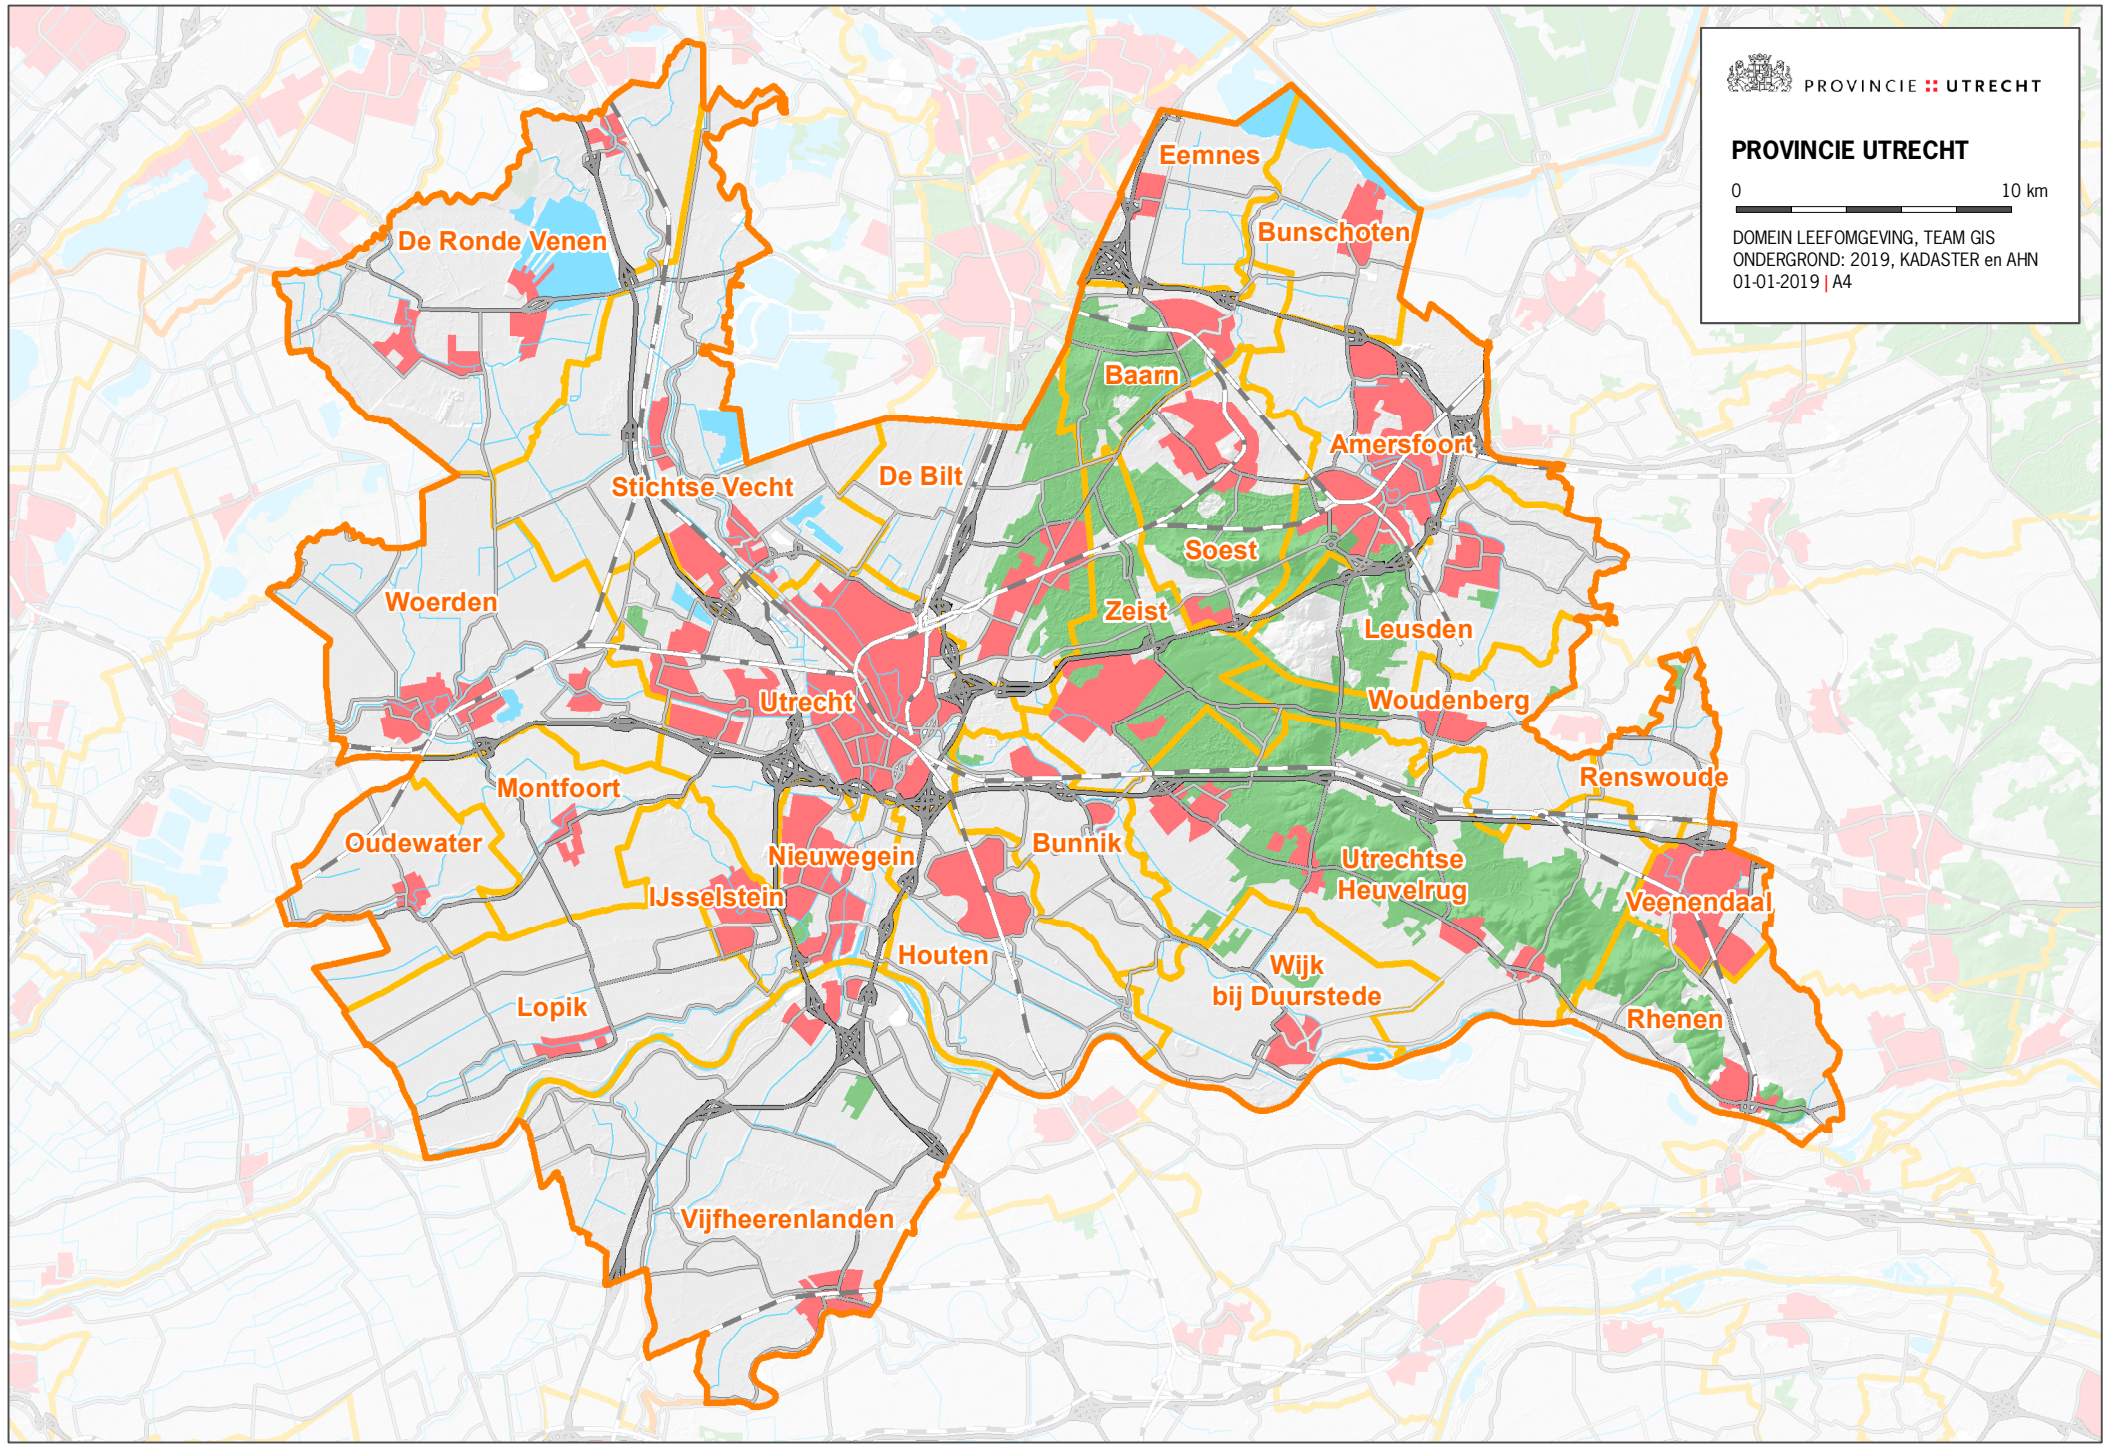 PROVINCIE UTRECHT
PROVINCIE UTRECHT
0 10 km
DOMEIN LEEFOMGEVING, TEAM GIS
ONDERGROND: 2019, KADASTER en AHN
01-01-2019 | A4
Eemnes
Bunschoten
De Ronde Venen
Baarn
Amersfoort
De Bilt
Stichtse Vecht
Soest
Woerden
Zeist
Leusden
Utrecht
Woudenberg
Renswoude
Montfoort
Oudewater
Bunnik
Nieuwegein
Utrechtse
Heuvelrug
IJsselstein
Veenendaal
Houten
Wijk
bij Duurstede
Lopik
Rhenen
Vijfheerenlanden